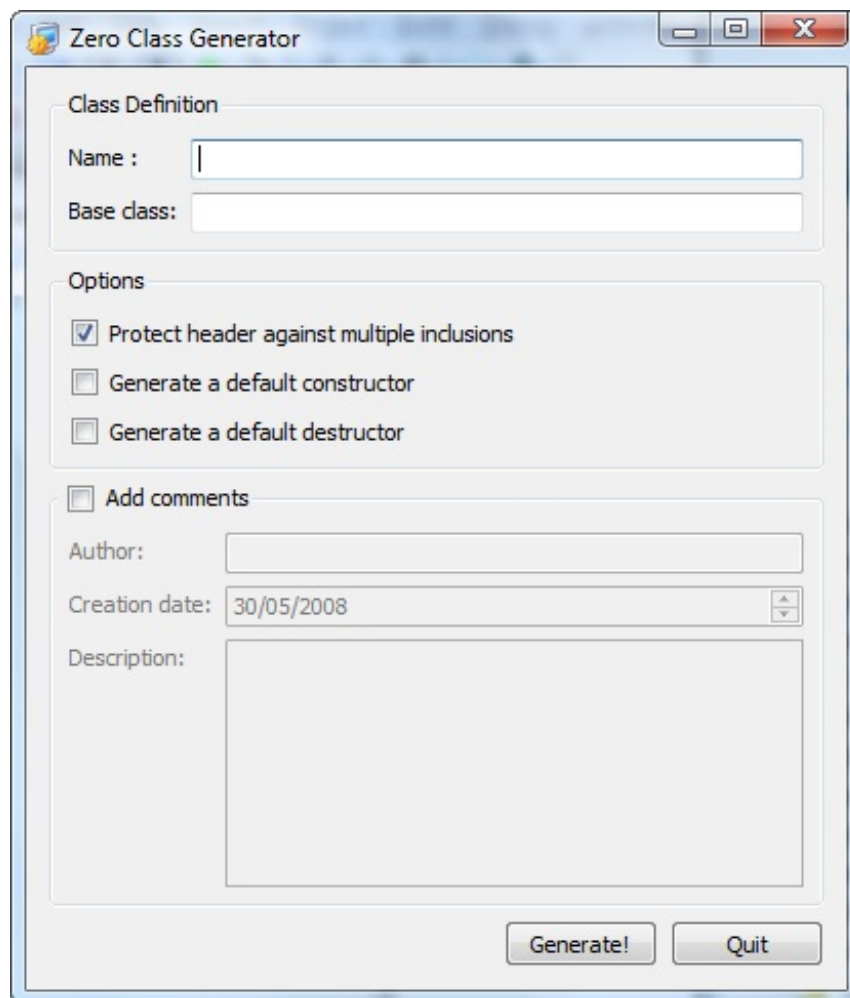 Zero Class Generator
Class Definition
Name :
Base class:
Options
Protect header against multiple inclusions
Generate a default constructor
Generate a default destructor
Add comments
Author:
Creation date: 30/05/2008
Description:
Generate! Quit